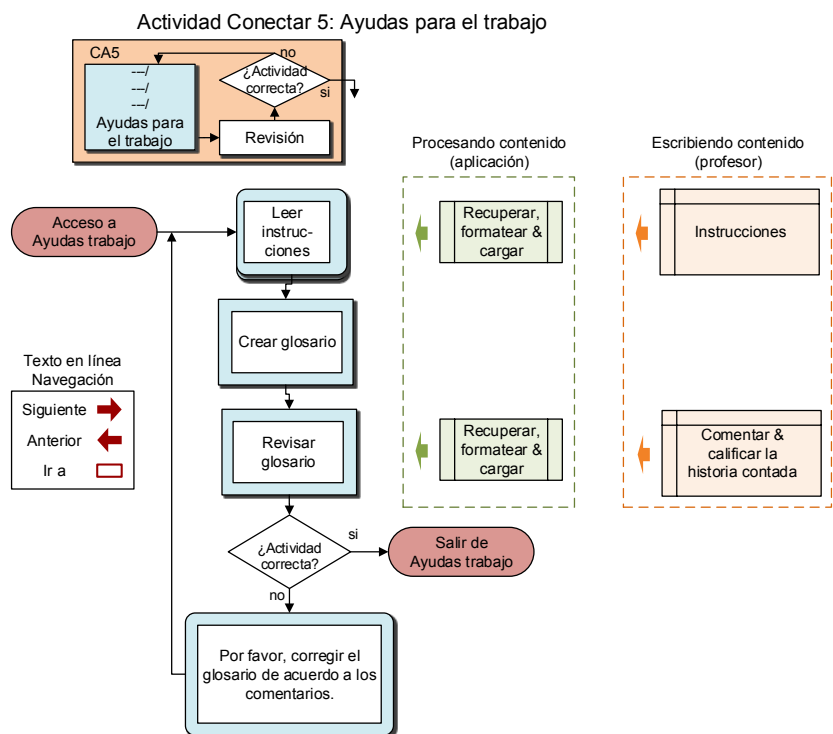 Actividad Conectar 5: Ayudas para el trabajo
CA5
---/
---/
---/
Ayudas para
el trabajo
Revisión
¿Actividad
correcta?
no
si
Procesando contenido
(aplicación)
Escribiendo contenido
(profesor)
Acceso a
Ayudas trabajo
Leer
instruc-
ciones
Recuperar,
formatear &
cargar
Instrucciones
Crear glosario
Texto en línea
Navegación
Siguiente
Anterior
Ir a
Revisar
glosario
Recuperar,
formatear &
cargar
Comentar &
calificar la
historia contada
¿Actividad
correcta?
si
Salir de
Ayudas trabajo
no
Por favor, corregir el
glosario de acuerdo a los
comentarios.